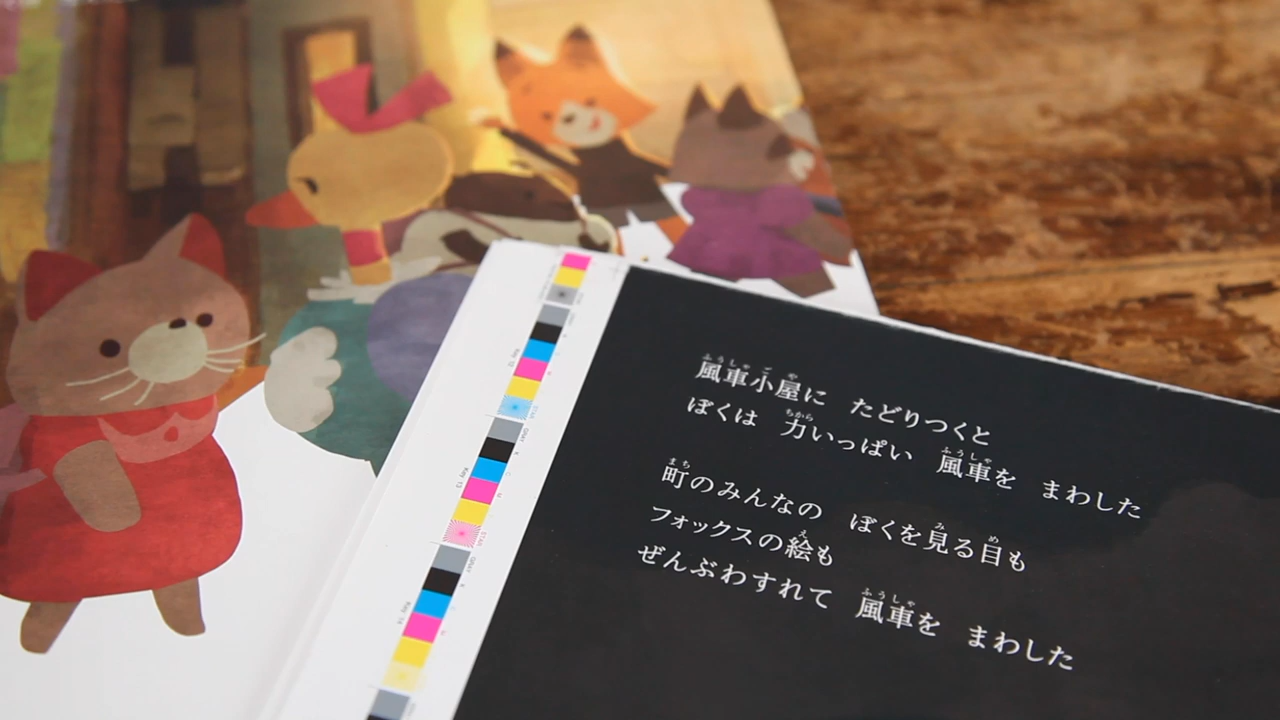 風車小屋に　たどりつくと
ぼくは　力いっぱい　風車を　まわした
町のみんなの　ぼくを見る目も
フォックスの絵も
ぜんぶわすれて　風車を　まわした